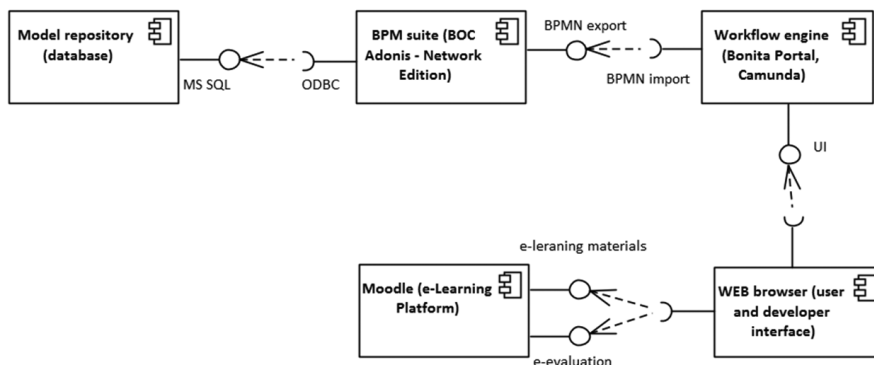 Model repository
(database)
BPM suite (BOC
Adonis - Network
Edition)
Workflow engine
(Bonita Portal,
Camunda)
BPMN export
BPMN import
MS SQL
ODBC
UI
e-leraning materials
Moodle (e-Learning
Platform)
WEB browser (user
and developer
interface)
e-evaluation